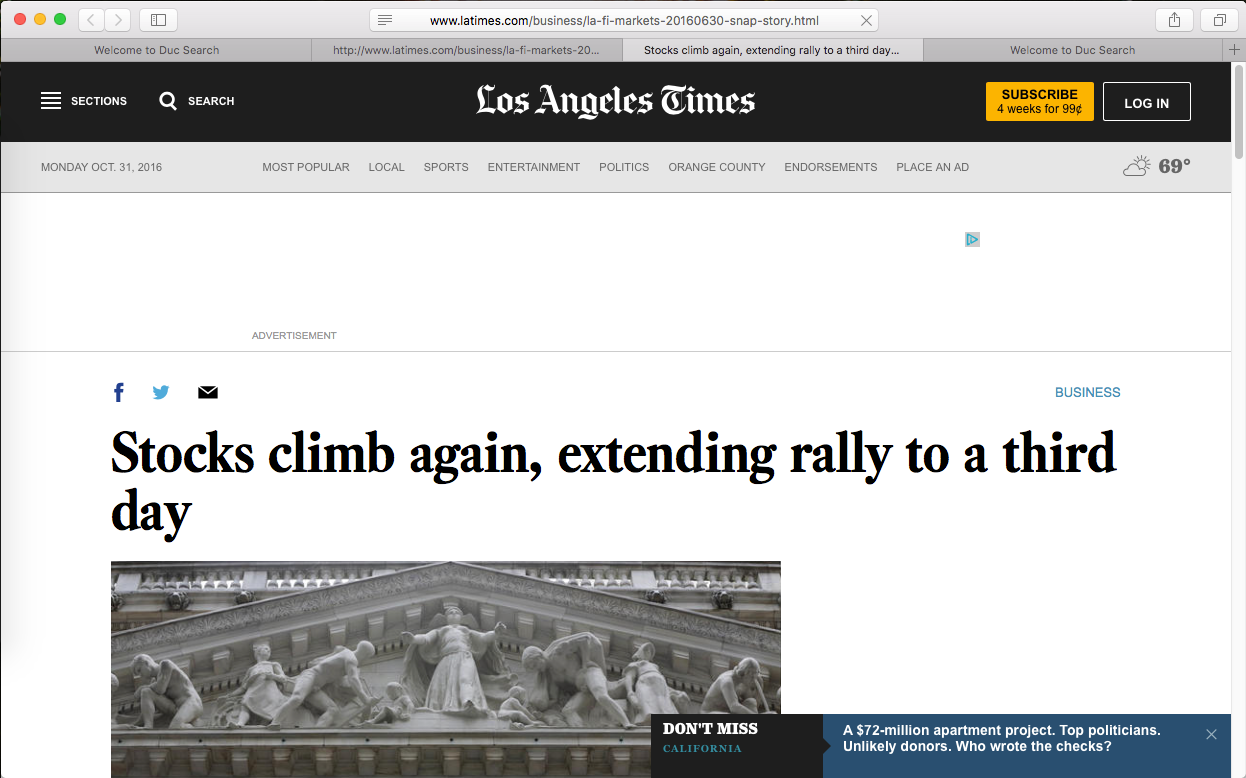 www.latimes.com/business/la-fi-markets-20160630-snap-story.html
Welcome to Duc Search
http://www.latimes.com/business/la-fi-markets-20...
Stocks climb again, extending rally to a third day...
Welcome to Duc Search
SECTIONS
SEARCH
Los Angeles Times
SUBSCRIBE
4 weeks for 99¢
LOG IN
MONDAY OCT. 31, 2016
MOST POPULAR
LOCAL
SPORTS
ENTERTAINMENT
POLITICS
ORANGE COUNTY
ENDORSEMENTS
PLACE AN AD
69°
ADVERTISEMENT
BUSINESS
Stocks climb again, extending rally to a third
day
DON'T MISS
CALIFORNIA
A $72-million apartment project. Top politicians.
Unlikely donors. Who wrote the checks?